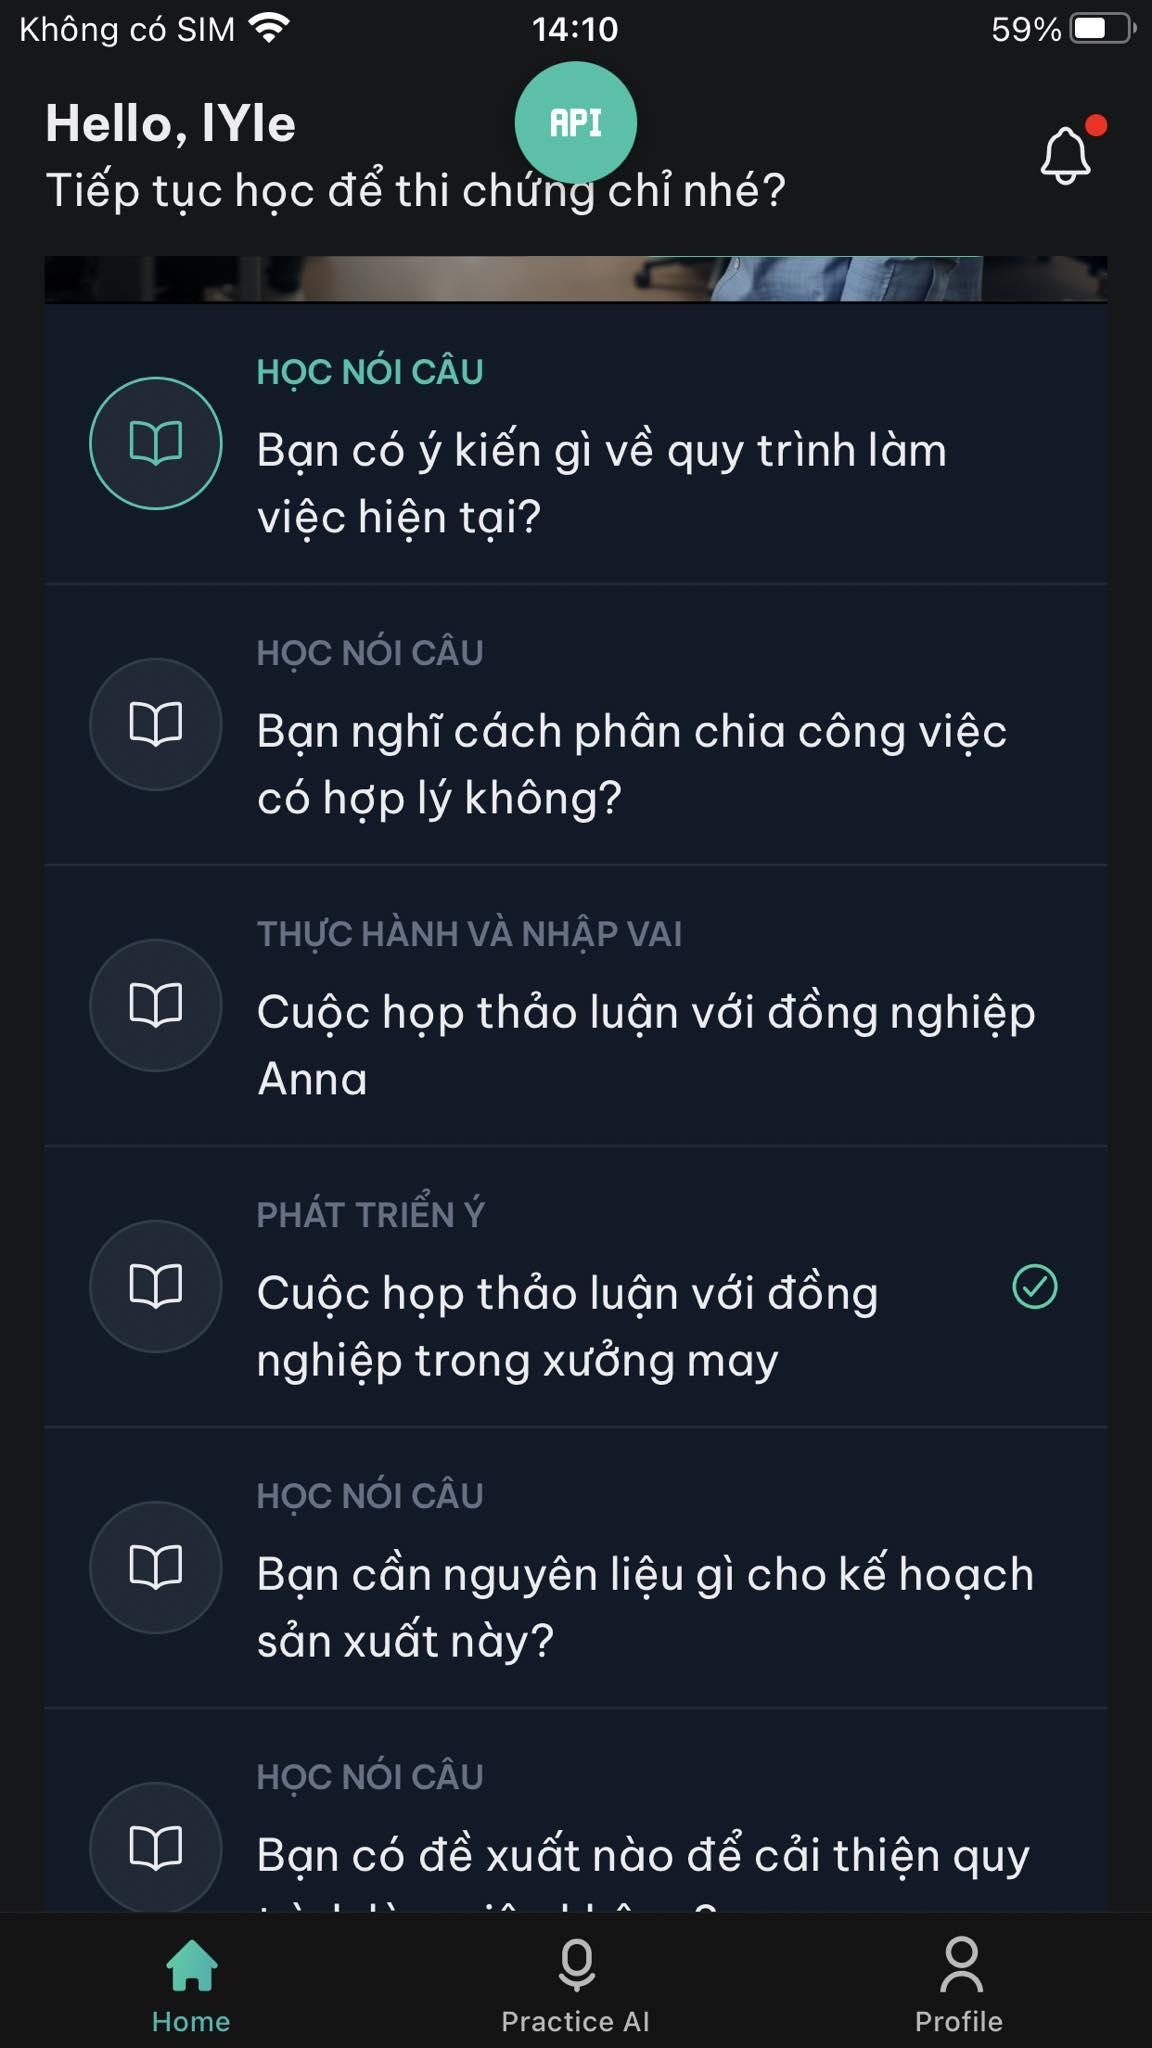 Không có SIM
14:10
59%
API
Hello, lYle
Tiếp tục học để thi chứng chỉ nhé?
HỌC NÓI CÂU
Bạn có ý kiến gì về quy trình làm
việc hiện tại?
HỌC NÓI CÂU
Bạn nghĩ cách phân chia công việc
có hợp lý không?
THỰC HÀNH VÀ NHẬP VAI
Cuộc họp thảo luận với đồng nghiệp
Anna
PHÁT TRIỂN Ý
Cuộc họp thảo luận với đồng
nghiệp trong xưởng may
HỌC NÓI CÂU
Bạn cần nguyên liệu gì cho kế hoạch
sản xuất này?
HỌC NÓI CÂU
Bạn có đề xuất nào để cải thiện quy
Home
Practice AI
Profile